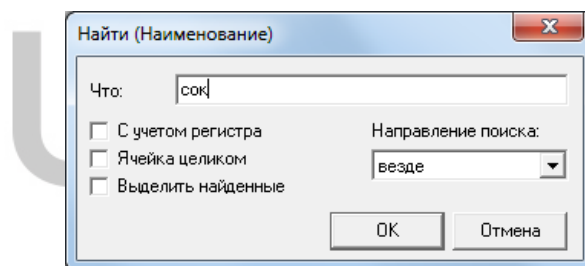 Найти (Наименование)
Что: сок
С учетом регистра
Направление поиска:
Ячейка целиком
везде
Выделить найденные
OK Отмена